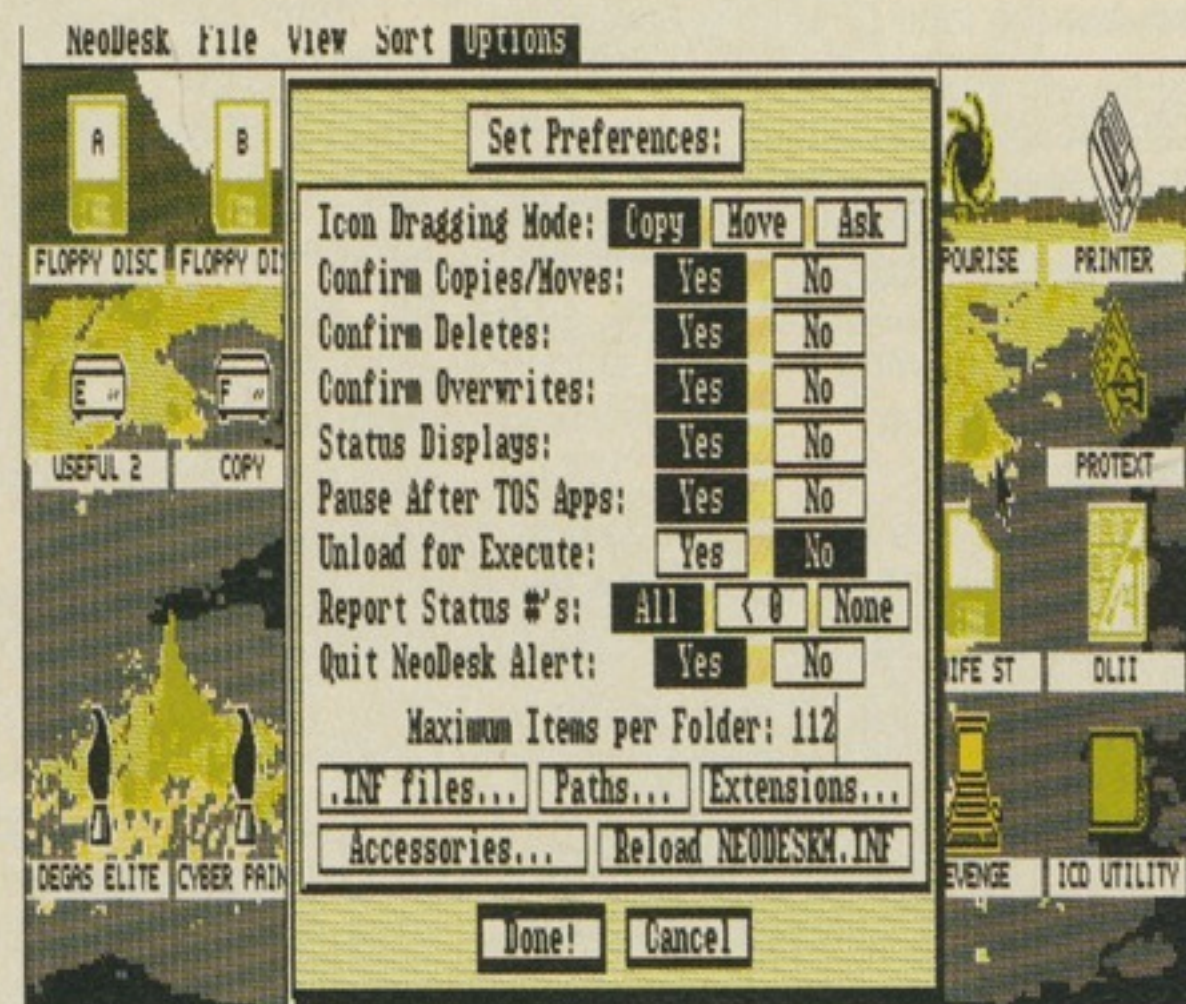 NeoDesk File View Sort Options
A B
FLOPPY DISC FLOPPY DI
E F
USEFUL 2 COPY
DEGAS ELITE CYBER PAIN
Set Preferences:
Icon Dragging Mode: Copy Move Ask
Confirm Copies/Moves: Yes No
Confirm Deletes: Yes No
Confirm Overwrites: Yes No
Status Displays: Yes No
Pause After TOS Apps: Yes No
Unload for Execute: Yes No
Report Status #'s: All < 0 None
Quit NeoDesk Alert: Yes No
Maximum Items per Folder: 112
.INF files... Paths... Extensions...
Accessories... Reload NEODESKM.INF
Done! Cancel
POURISE PRINTER
PROTEXT
IFE ST DLII
EVENGE ICD UTILITY